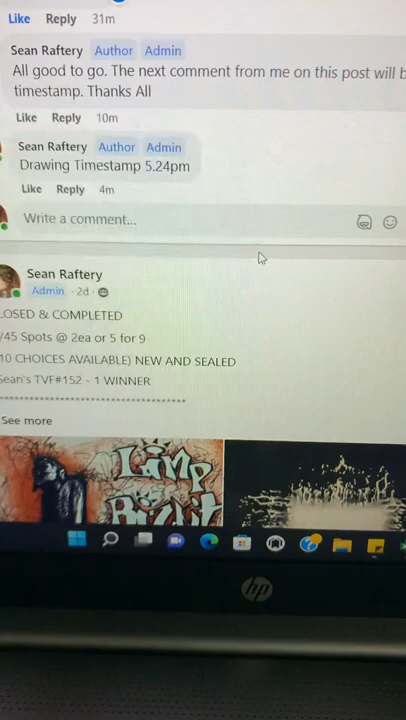 Like Reply 31m
Sean Raftery Author Admin
All good to go. The next comment from me on this post will
timestamp. Thanks All
Like Reply 10m
Sean Raftery Author Admin
Drawing Timestamp 5.24pm
Like Reply 4m
Write a comment...
Sean Raftery
Admin · 2d ·
LOSED & COMPLETED
/45 Spots @ 2ea or 5 for 9
10 CHOICES AVAILABLE) NEW AND SEALED
Sean's TVF#152 - 1 WINNER
See more
Limp
Bizkit
hp